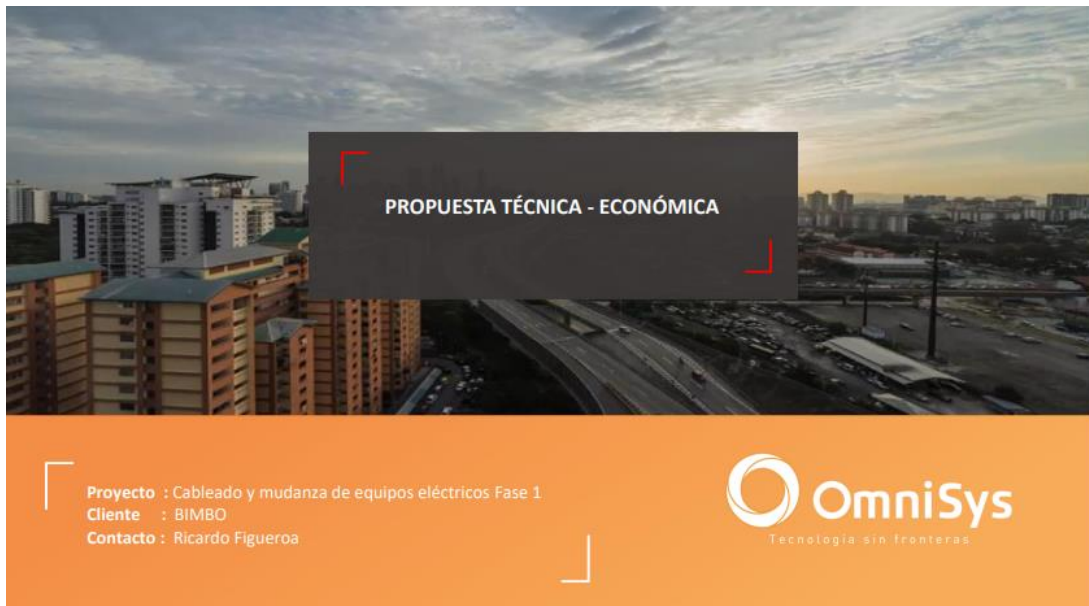 PROPUESTA TÉCNICA - ECONÓMICA
Proyecto : Cableado y mudanza de equipos eléctricos Fase 1
Cliente : BIMBO
Contacto : Ricardo Figueroa
OmniSys
Tecnología sin fronteras